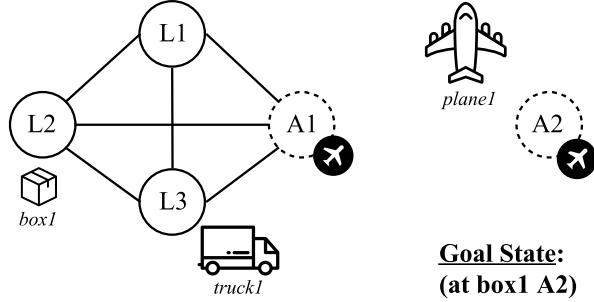 L1
plane1
L2
A1
A2
box1
L3
truck1
Goal State:
(at box1 A2)